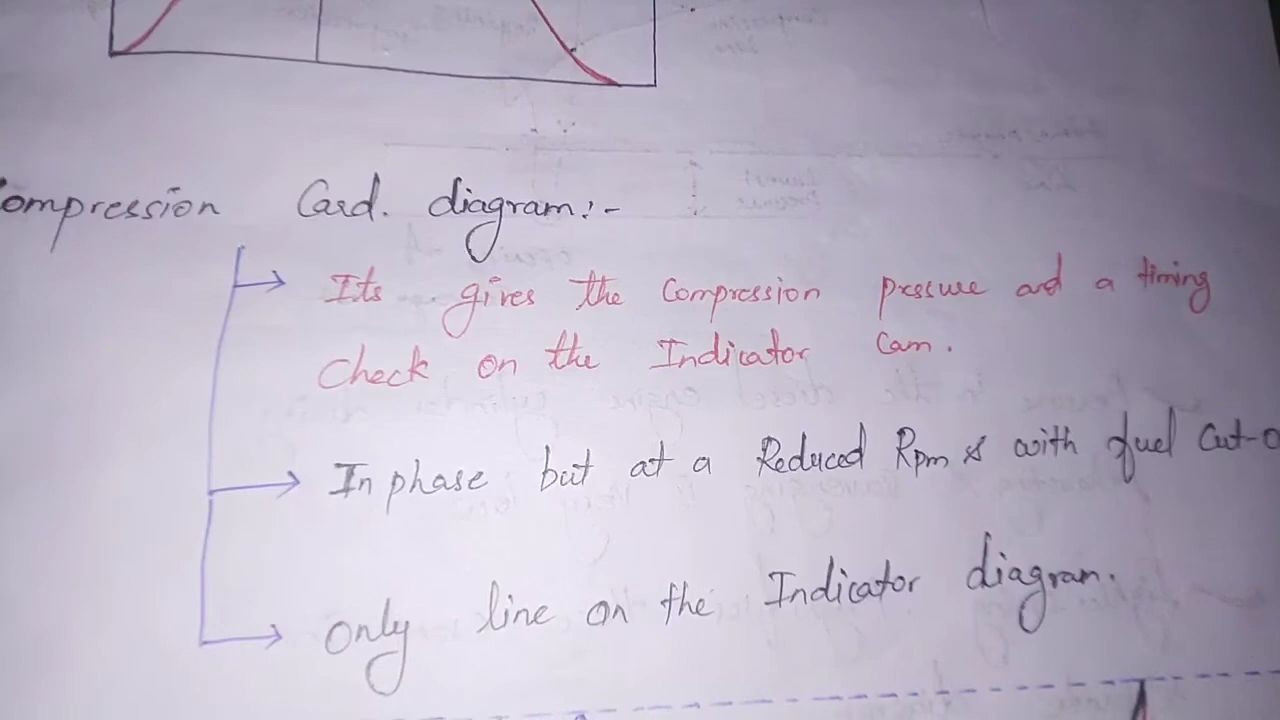 ompression Card. diagram:-
Its gives the Compression pressure and a timing
Check on the Indicator Cam.
In phase but at a Reduced Rpm & with fuel Cut-o
Only line on the Indicator diagram.